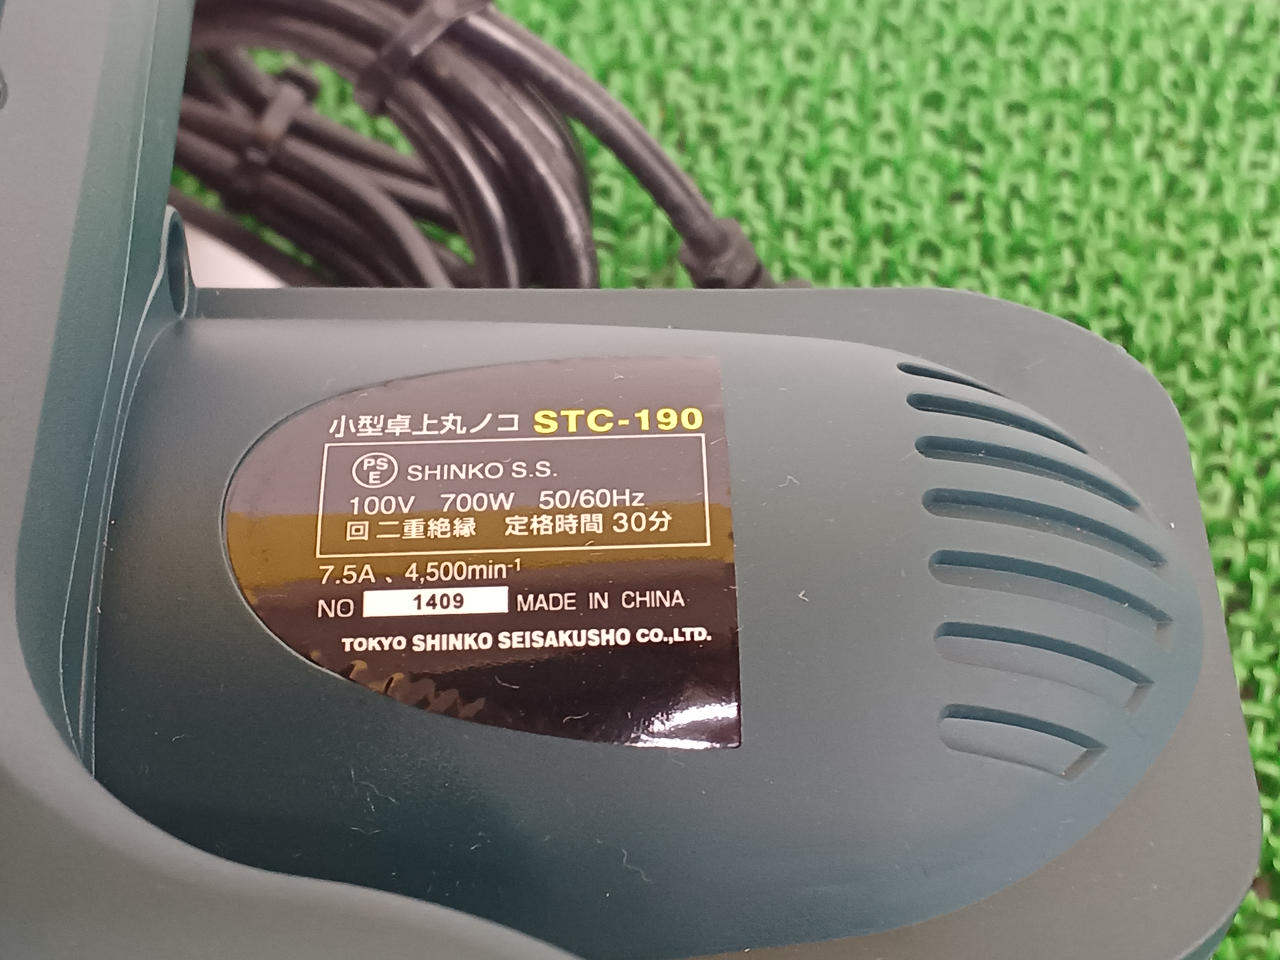 小型卓上丸ノコ STC-190
PS E SHINKO S.S.
100V 700W 50/60Hz
回 二重絶縁 定格時間 30分
7.5A 、4,500min-1
NO 1409 MADE IN CHINA
TOKYO SHINKO SEISAKUSHO CO.,LTD.